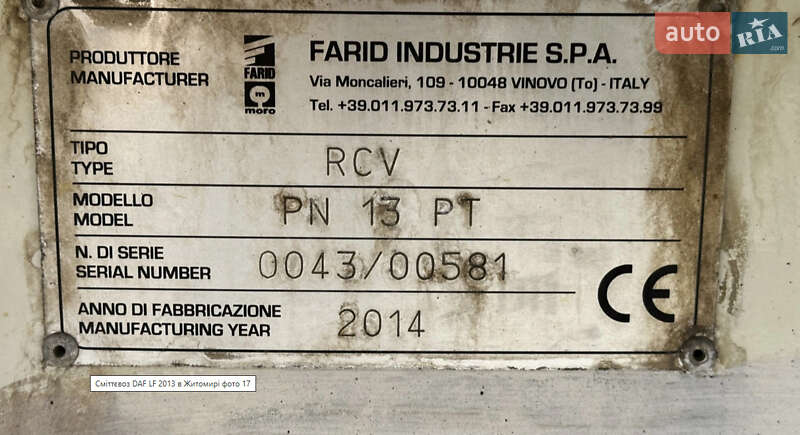 auto RIA.com
PRODUTTORE
MANUFACTURER
FARID
moro
FARID INDUSTRIE S.P.A.
Via Moncalieri, 109 - 10048 VINOVO (To) - ITALY
Tel. +39.011.973.73.11 - Fax +39.011.973.73.99
TIPO
TYPE
RCV
MODELLO
MODEL
PN 13 PT
N. DI SERIE
SERIAL NUMBER
0043/00581
CE
ANNO DI FABBRICAZIONE
MANUFACTURING YEAR
2014
Сміттєвоз DAF LF 2013 в Житомирі фото 17